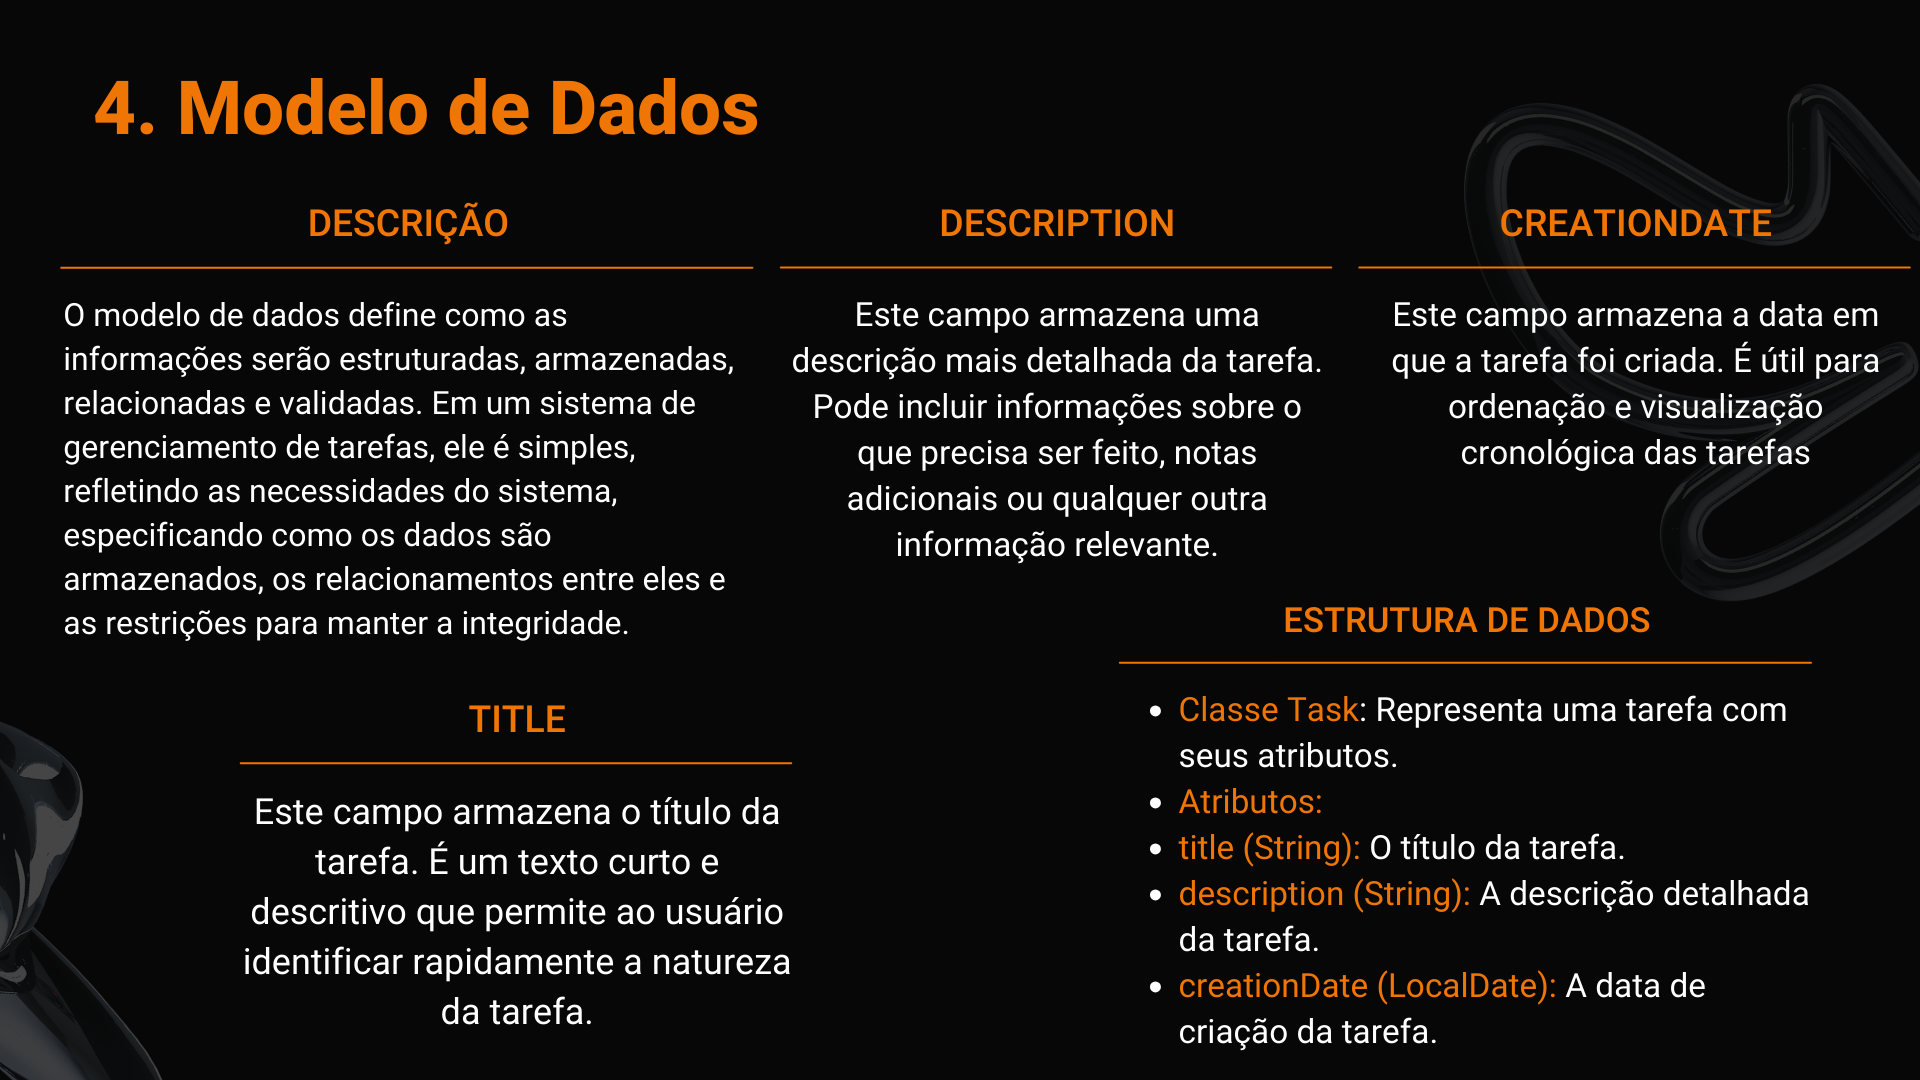 4. Modelo de Dados
DESCRIÇÃO
O modelo de dados define como as
informações serão estruturadas, armazenadas,
relacionadas e validadas. Em um sistema de
gerenciamento de tarefas, ele é simples,
refletindo as necessidades do sistema,
especificando como os dados são
armazenados, os relacionamentos entre eles e
as restrições para manter a integridade.
DESCRIPTION
Este campo armazena uma
descrição mais detalhada da tarefa.
Pode incluir informações sobre o
que precisa ser feito, notas
adicionais ou qualquer outra
informação relevante.
CREATIONDATE
Este campo armazena a data em
que a tarefa foi criada. É útil para
ordenação e visualização
cronológica das tarefas
TITLE
Este campo armazena o título da
tarefa. É um texto curto e
descritivo que permite ao usuário
identificar rapidamente a natureza
da tarefa.
ESTRUTURA DE DADOS
• Classe Task: Representa uma tarefa com
seus atributos.
• Atributos:
• title (String): O título da tarefa.
• description (String): A descrição detalhada
da tarefa.
• creationDate (LocalDate): A data de
criação da tarefa.